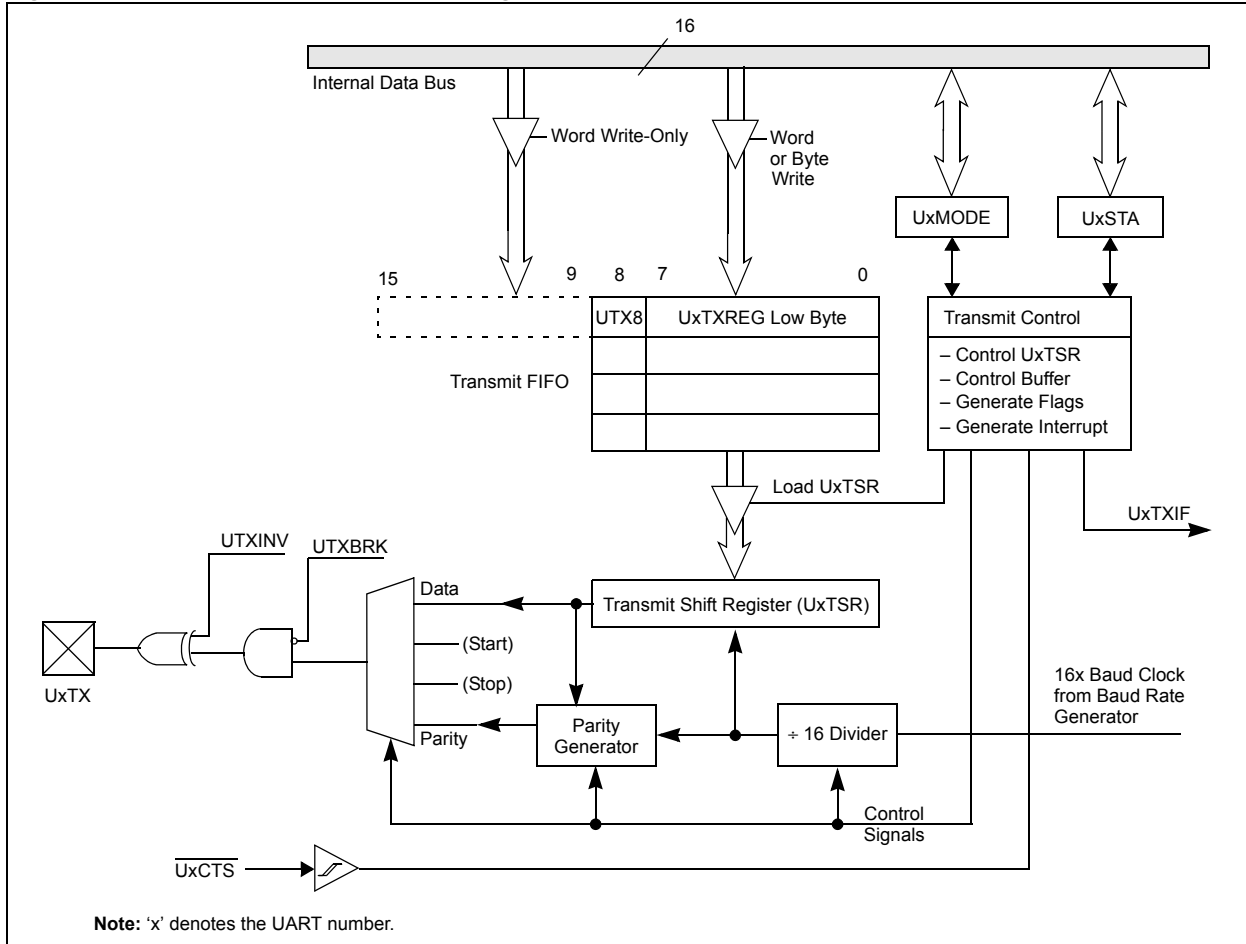 16
Internal Data Bus
Word Write-Only
Word
or Byte
Write
UxMODE
UxSTA
15
9
8
7
0
UTX8
UxTXREG Low Byte
Transmit Control
– Control UxTSR
– Control Buffer
– Generate Flags
– Generate Interrupt
Transmit FIFO
Load UxTSR
UxTXIF
UTXINV
UTXBRK
Data
Transmit Shift Register (UxTSR)
(Start)
(Stop)
UxTX
16x Baud Clock
from Baud Rate
Generator
Parity
Parity
Generator
÷ 16 Divider
Control
Signals
UxCTS
Note: ‘x’ denotes the UART number.